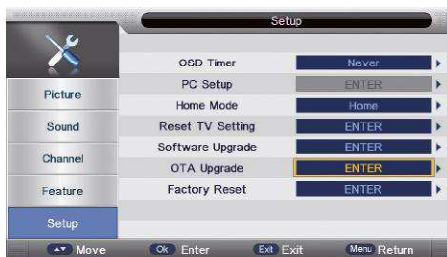 Setup
OSD Timer Never
PC Setup ENTER
Picture
Home Mode Home
Sound
Reset TV Setting ENTER
Software Upgrade ENTER
Channel
OTA Upgrade ENTER
Feature
Factory Reset ENTER
Setup
Move Ok Enter Exit Exit Menu Return